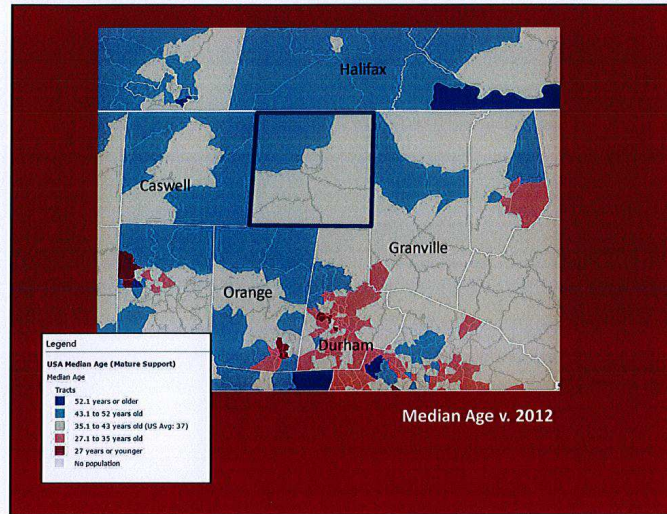 Halifax
Caswell
Granville
Orange
Durham
Legend
USA Median Age (Mature Support)
Median Age
Tracts
52.1 years or older
43.1 to 52 years old
35.1 to 43 years old (US Avg: 37)
27.1 to 35 years old
27 years or younger
No population
Median Age v. 2012